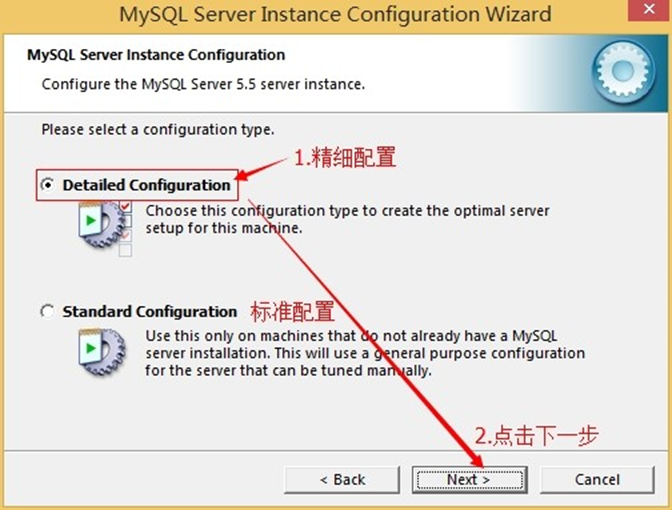 MySQL Server Instance Configuration Wizard
MySQL Server Instance Configuration
Configure the MySQL Server 5.5 server instance.
Please select a configuration type.
1.精细配置
Detailed Configuration
Choose this configuration type to create the optimal server
setup for this machine.
Standard Configuration 标准配置
Use this only on machines that do not already have a MySQL
server installation. This will use a general purpose configuration
for the server that can be tuned manually.
2.点击下一步
< Back Next > Cancel